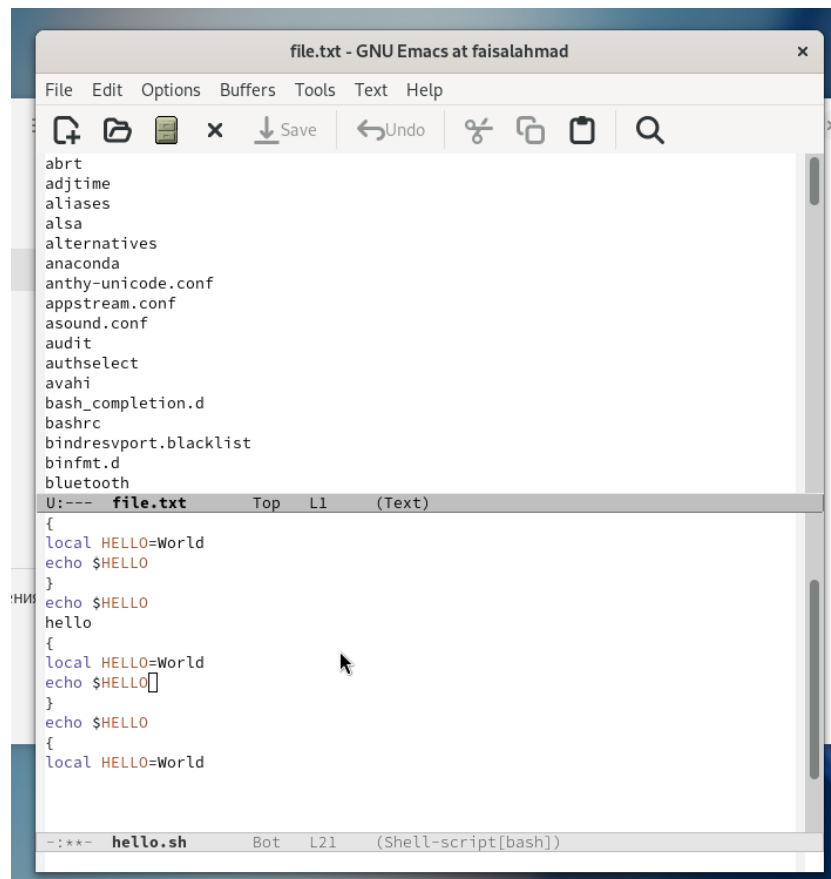 file.txt - GNU Emacs at faisalahmad
File Edit Options Buffers Tools Text Help
Save Undo
abrt
adjtime
aliases
alsa
alternatives
anaconda
anthy-unicode.conf
appstream.conf
asound.conf
audit
authselect
avahi
bash_completion.d
bashrc
bindresvport.blacklist
binfmt.d
bluetooth
U:--- file.txt Top L1 (Text)
{
local HELLO=World
echo $HELLO
}
echo $HELLO
hello
{
local HELLO=World
echo $HELLO
}
echo $HELLO
{
local HELLO=World
-:**- hello.sh Bot L21 (Shell-script[bash])